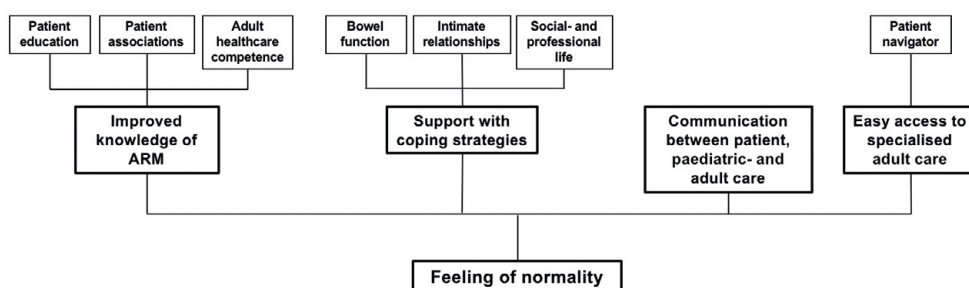 Patient
education
Patient
associations
Adult
healthcare
competence
Bowel
function
Intimate
relationships
Social- and
professional
life
Patient
navigator
Improved
knowledge of
ARM
Support with
coping strategies
Communication
between patient,
paediatric- and
adult care
Easy access to
specialised
adult care
Feeling of normality